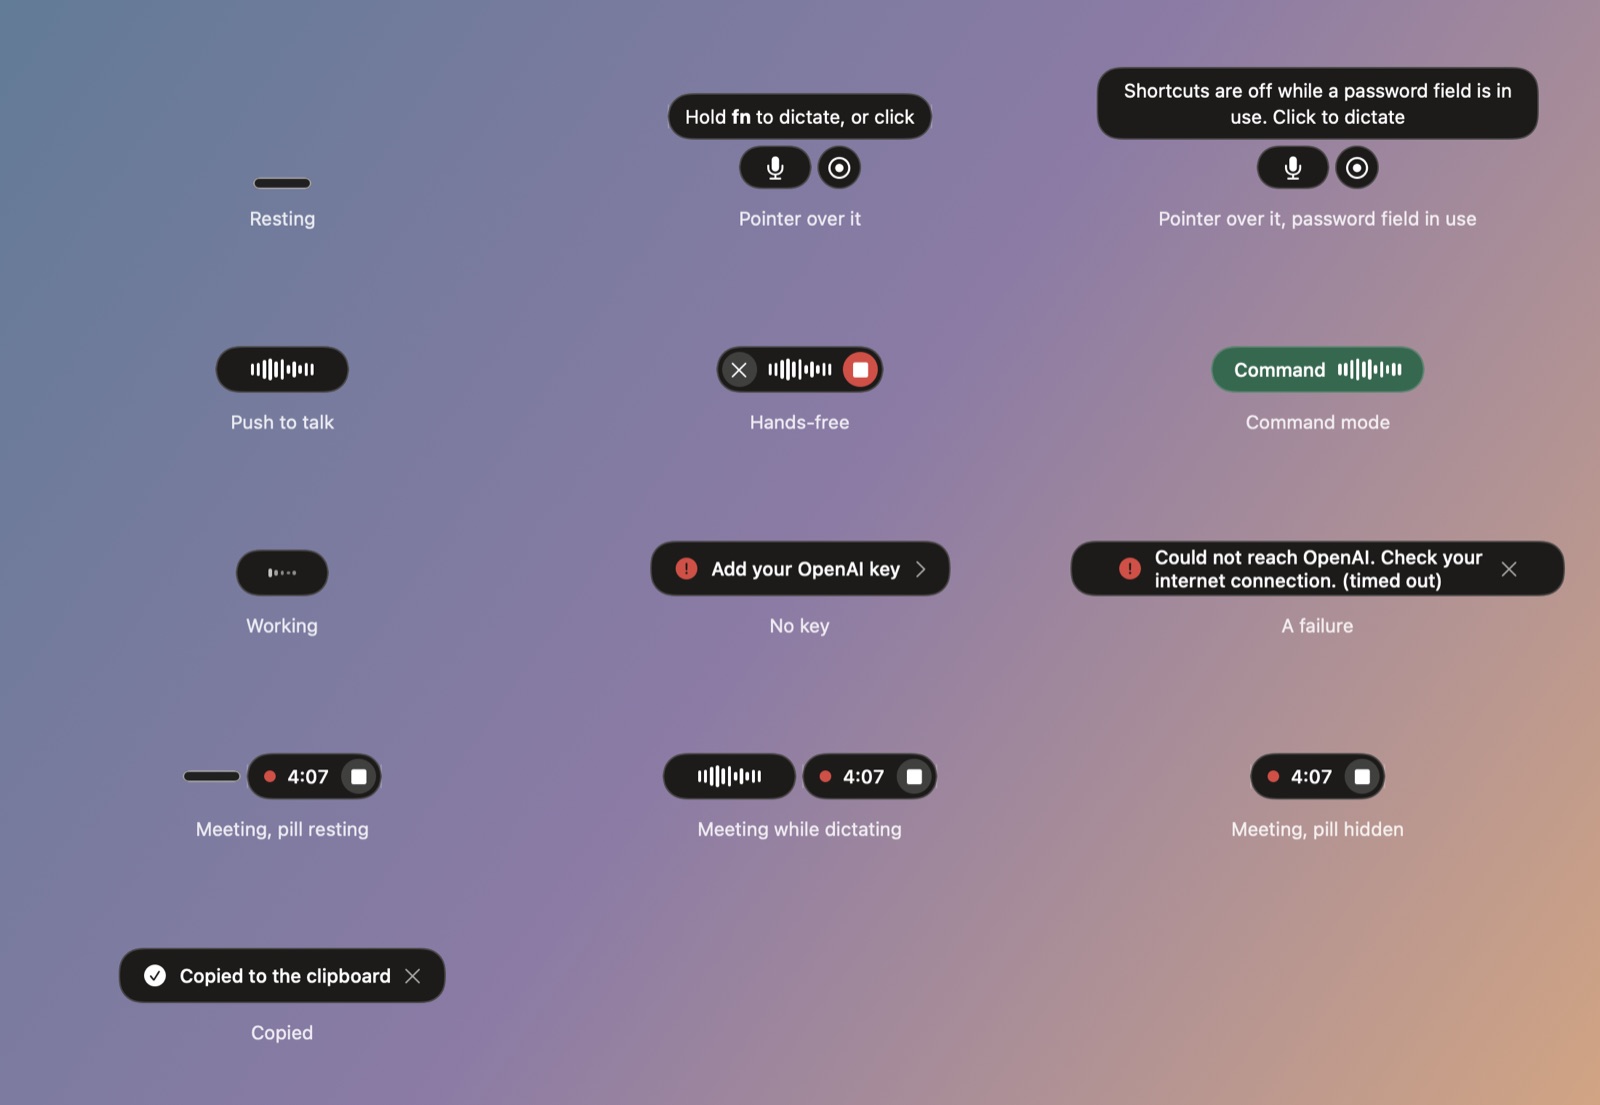 Hold fn to dictate, or click
Shortcuts are off while a password field is in
use. Click to dictate
Resting
Pointer over it
Pointer over it, password field in use
Command
Push to talk
Hands-free
Command mode
Add your OpenAI key
Could not reach OpenAI. Check your
internet connection. (timed out)
Working
No key
A failure
4:07
4:07
4:07
Meeting, pill resting
Meeting while dictating
Meeting, pill hidden
Copied to the clipboard
Copied